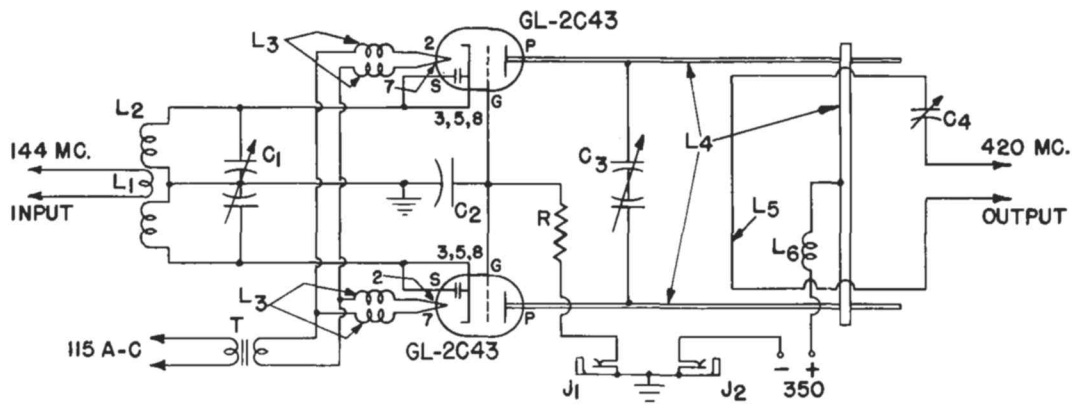 GL-2C43
L3
2
P
7
S
G
3,5,8
L2
144 MC.
L1
INPUT
C1
C2
C3
L4
C4
420 MC.
OUTPUT
R
L5
L6
3,5,8
G
2
S
L3
7
P
T
GL-2C43
115 A-C
J1
J2
- +
350